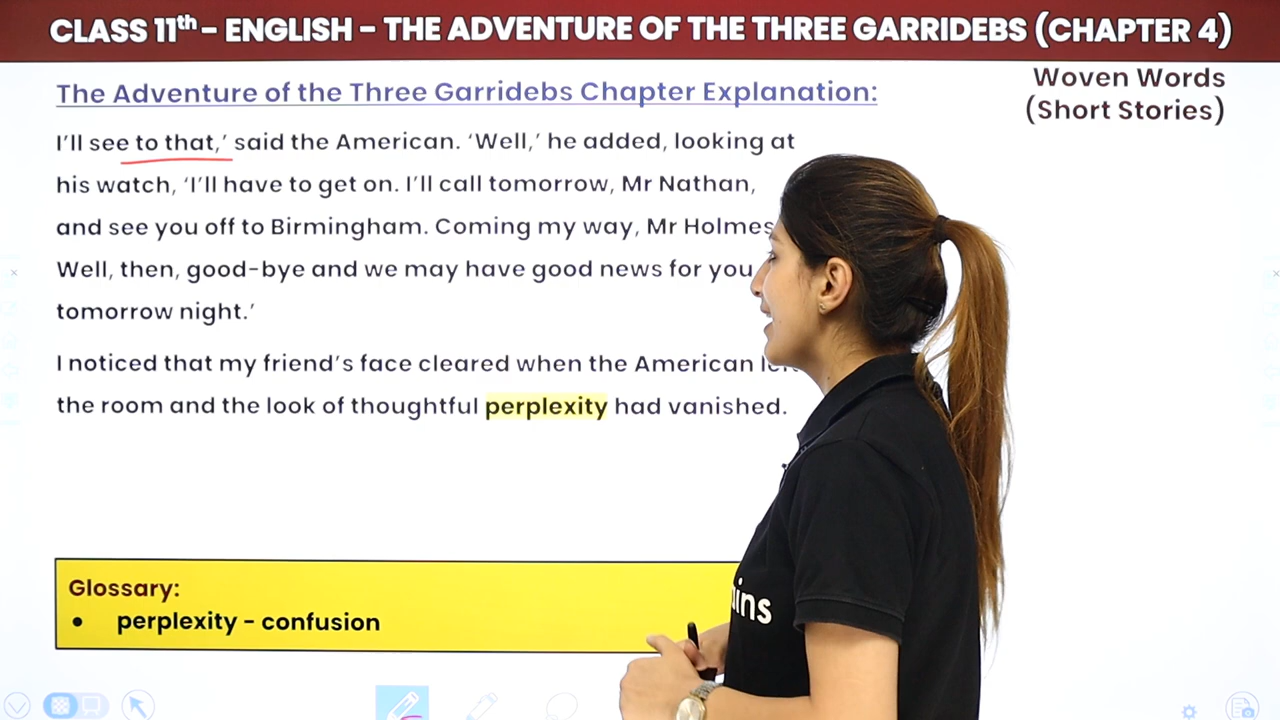 CLASS 11th - ENGLISH - THE ADVENTURE OF THE THREE GARRIDEBS (CHAPTER 4)
Woven Words
(Short Stories)
The Adventure of the Three Garridebs Chapter Explanation:
I'll see to that,' said the American. 'Well,' he added, looking at
his watch, 'I'll have to get on. I'll call tomorrow, Mr Nathan,
and see you off to Birmingham. Coming my way, Mr Holmes
Well, then, good-bye and we may have good news for you
tomorrow night.'
I noticed that my friend's face cleared when the American
the room and the look of thoughtful perplexity had vanished.
Glossary:
• perplexity - confusion